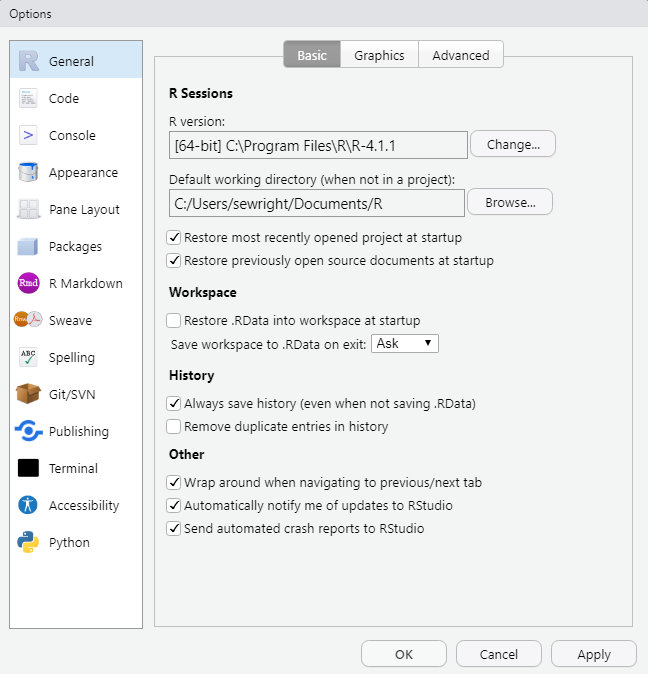 Options
General
Code
Console
Appearance
Pane Layout
Packages
Rmd R Markdown
Rnw Sweave
ABC Spelling
Git/SVN
Publishing
Terminal
Accessibility
Python
Basic Graphics Advanced
R Sessions
R version:
[64-bit] C:\Program Files\R\R-4.1.1 Change...
Default working directory (when not in a project):
C:/Users/sewright/Documents/R Browse...
Restore most recently opened project at startup
Restore previously open source documents at startup
Workspace
Restore .RData into workspace at startup
Save workspace to .RData on exit: Ask
History
Always save history (even when not saving .RData)
Remove duplicate entries in history
Other
Wrap around when navigating to previous/next tab
Automatically notify me of updates to RStudio
Send automated crash reports to RStudio
OK Cancel Apply